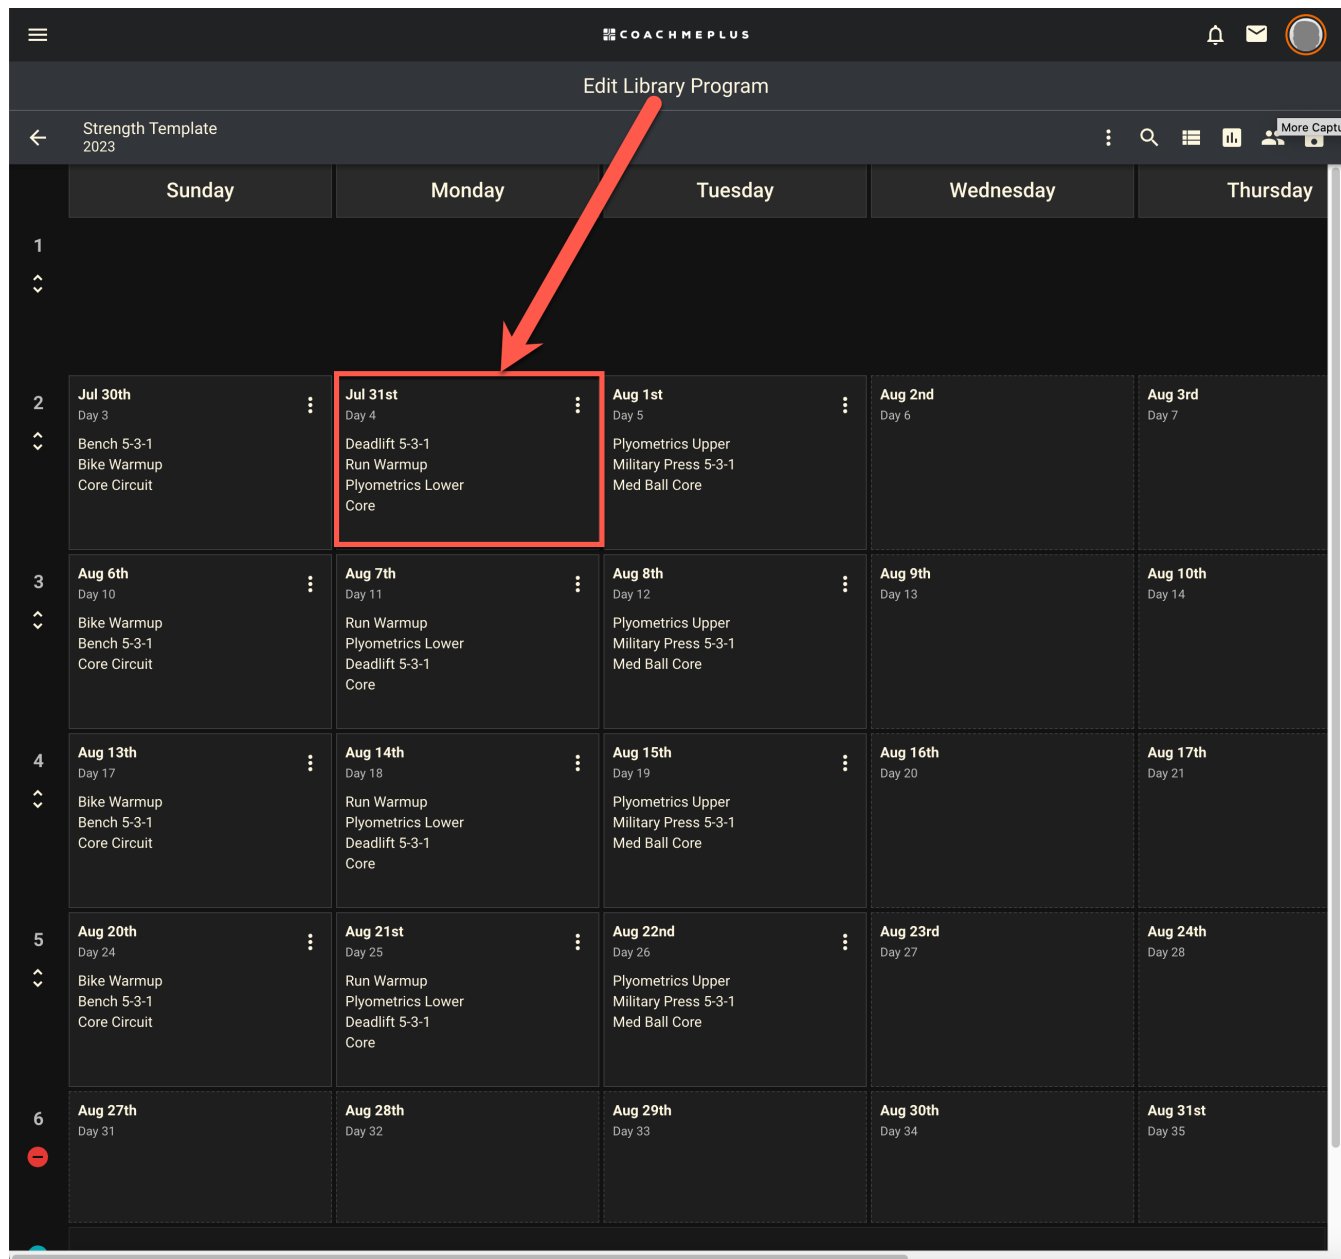 COACHMEPLUS
Edit Library Program
Strength Template
2023
More Captu
Sunday
Monday
Tuesday
Wednesday
Thursday
1
2
Jul 30th
Day 3
Bench 5-3-1
Bike Warmup
Core Circuit
Jul 31st
Day 4
Deadlift 5-3-1
Run Warmup
Plyometrics Lower
Core
Aug 1st
Day 5
Plyometrics Upper
Military Press 5-3-1
Med Ball Core
Aug 2nd
Day 6
Aug 3rd
Day 7
3
Aug 6th
Day 10
Bike Warmup
Bench 5-3-1
Core Circuit
Aug 7th
Day 11
Run Warmup
Plyometrics Lower
Deadlift 5-3-1
Core
Aug 8th
Day 12
Plyometrics Upper
Military Press 5-3-1
Med Ball Core
Aug 9th
Day 13
Aug 10th
Day 14
4
Aug 13th
Day 17
Bike Warmup
Bench 5-3-1
Core Circuit
Aug 14th
Day 18
Run Warmup
Plyometrics Lower
Deadlift 5-3-1
Core
Aug 15th
Day 19
Plyometrics Upper
Military Press 5-3-1
Med Ball Core
Aug 16th
Day 20
Aug 17th
Day 21
5
Aug 20th
Day 24
Bike Warmup
Bench 5-3-1
Core Circuit
Aug 21st
Day 25
Run Warmup
Plyometrics Lower
Deadlift 5-3-1
Core
Aug 22nd
Day 26
Plyometrics Upper
Military Press 5-3-1
Med Ball Core
Aug 23rd
Day 27
Aug 24th
Day 28
6
Aug 27th
Day 31
Aug 28th
Day 32
Aug 29th
Day 33
Aug 30th
Day 34
Aug 31st
Day 35